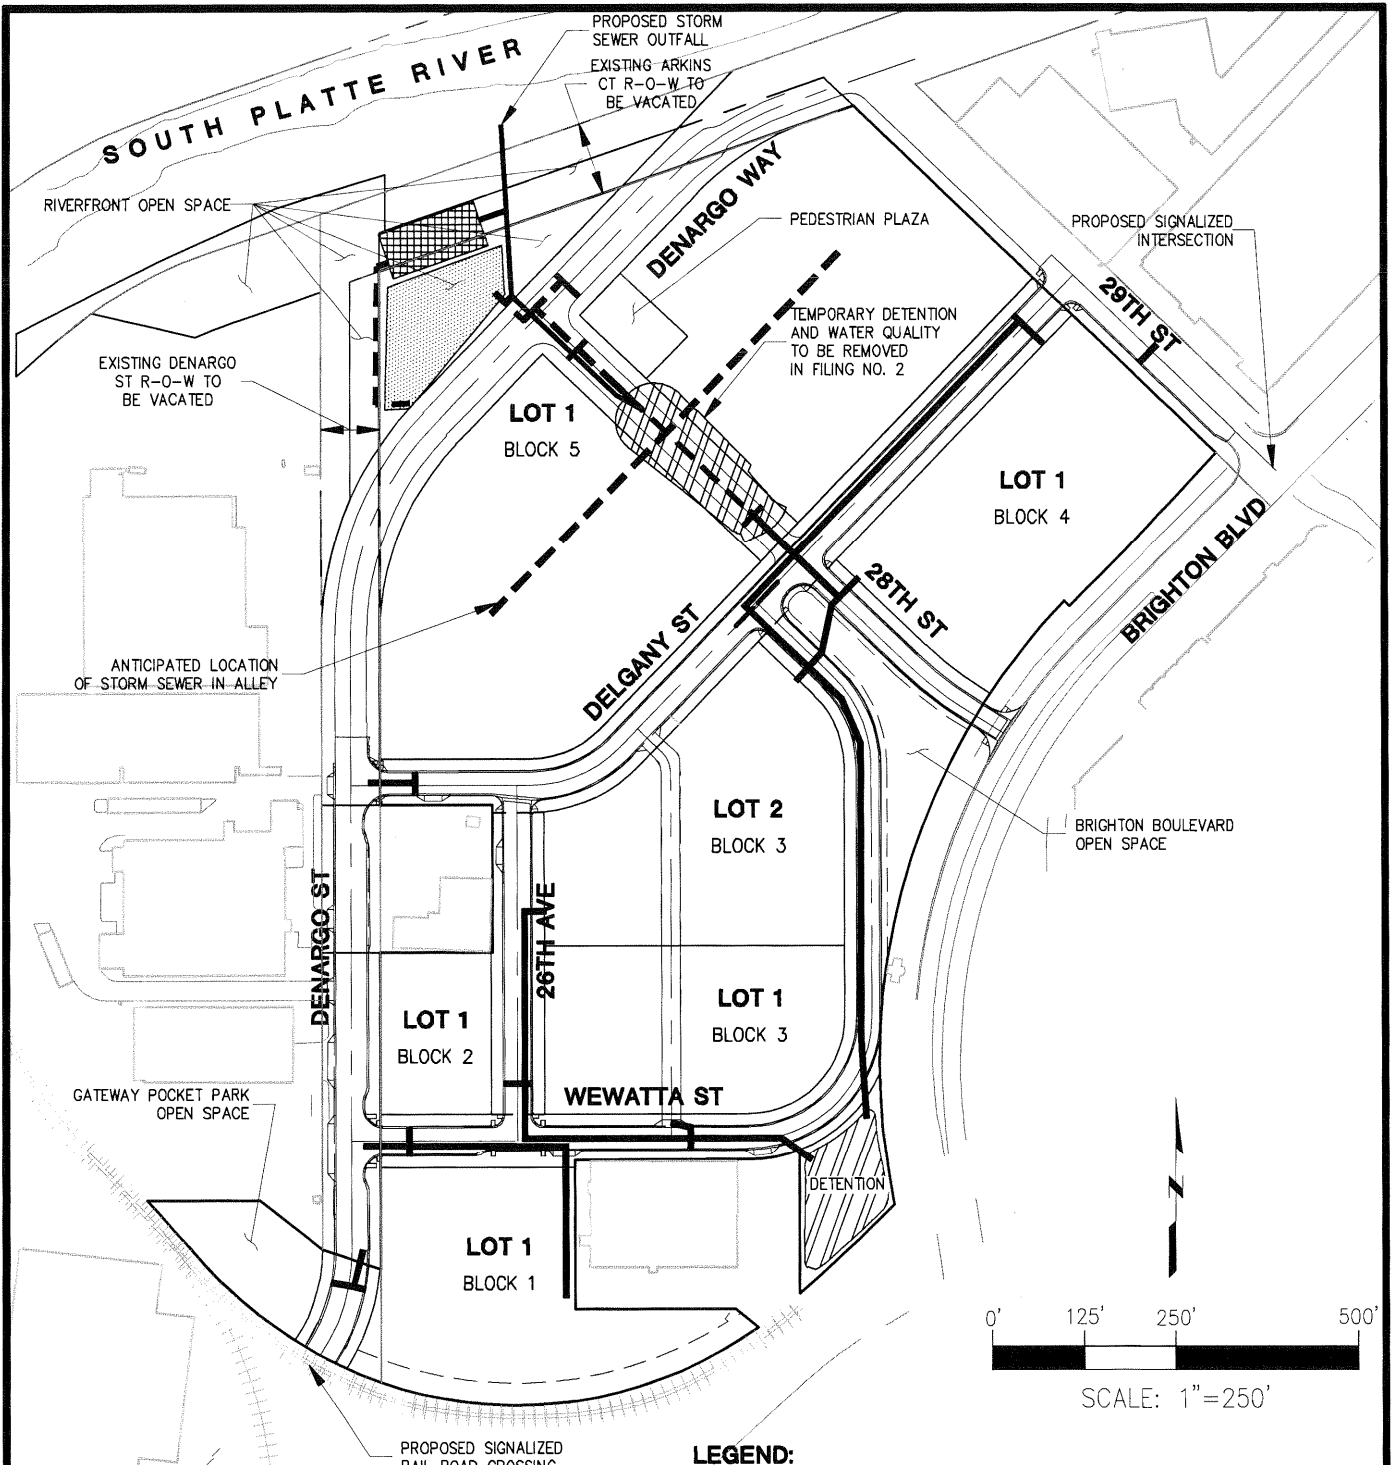 PROPOSED STORM
SEWER OUTFALL
EXISTING ARKINS
CT R-O-W TO
BE VACATED
SOUTH PLATTE RIVER
RIVERFRONT OPEN SPACE
DENARGO WAY
PEDESTRIAN PLAZA
PROPOSED SIGNALIZED
INTERSECTION
29TH ST
TEMPORARY DETENTION
AND WATER QUALITY
TO BE REMOVED
IN FILING NO. 2
EXISTING DENARGO
ST R-O-W TO
BE VACATED
LOT 1
BLOCK 5
LOT 1
BLOCK 4
BRIGHTON BLVD
28TH ST
DELGANY ST
ANTICIPATED LOCATION
OF STORM SEWER IN ALLEY
LOT 2
BLOCK 3
BRIGHTON BOULEVARD
OPEN SPACE
DENARGO ST
26TH AVE
LOT 1
BLOCK 2
LOT 1
BLOCK 3
WEWATTA ST
GATEWAY POCKET PARK
OPEN SPACE
DETENTION
N
LOT 1
BLOCK 1
0' 125' 250' 500'
SCALE: 1"=250'
PROPOSED SIGNALIZED
RAIL ROAD CROSSING
LEGEND: